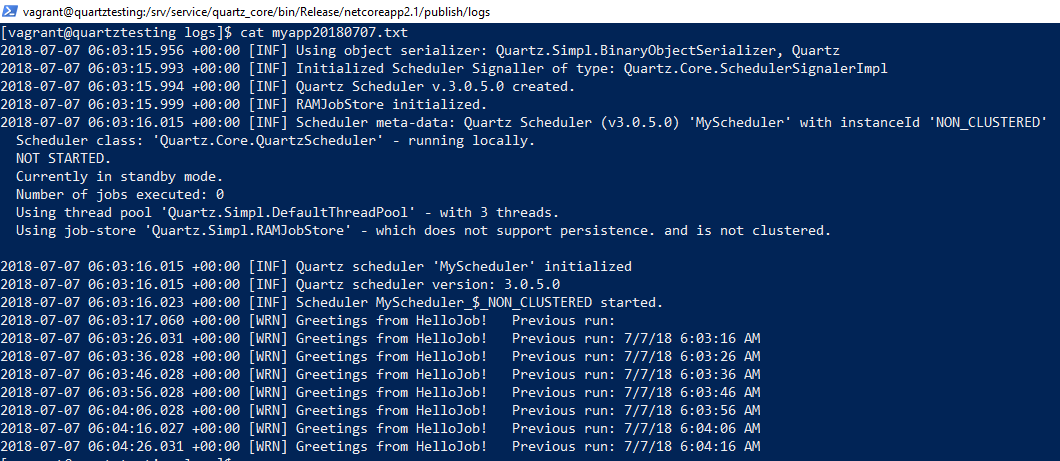 vagrant@quartztesting:/srv/service/quartz_core/bin/Release/netcoreapp2.1/publish/logs
[vagrant@quartztesting logs]$ cat myapp20180707.txt
2018-07-07 06:03:15.956 +00:00 [INF] Using object serializer: Quartz.Simpl.BinaryObjectSerializer, Quartz
2018-07-07 06:03:15.993 +00:00 [INF] Initialized Scheduler Signaller of type: Quartz.Core.SchedulerSignalerImpl
2018-07-07 06:03:15.994 +00:00 [INF] Quartz Scheduler v.3.0.5.0 created.
2018-07-07 06:03:15.999 +00:00 [INF] RAMJobStore initialized.
2018-07-07 06:03:16.015 +00:00 [INF] Scheduler meta-data: Quartz Scheduler (v3.0.5.0) 'MyScheduler' with instanceId 'NON_CLUSTERED'
Scheduler class: 'Quartz.Core.QuartzScheduler' - running locally.
NOT STARTED.
Currently in standby mode.
Number of jobs executed: 0
Using thread pool 'Quartz.Simpl.DefaultThreadPool' - with 3 threads.
Using job-store 'Quartz.Simpl.RAMJobStore' - which does not support persistence. and is not clustered.
2018-07-07 06:03:16.015 +00:00 [INF] Quartz scheduler 'MyScheduler' initialized
2018-07-07 06:03:16.015 +00:00 [INF] Quartz scheduler version: 3.0.5.0
2018-07-07 06:03:16.023 +00:00 [INF] Scheduler MyScheduler_$_NON_CLUSTERED started.
2018-07-07 06:03:17.060 +00:00 [WRN] Greetings from HelloJob!   Previous run:
2018-07-07 06:03:26.031 +00:00 [WRN] Greetings from HelloJob!   Previous run: 7/7/18 6:03:16 AM
2018-07-07 06:03:36.028 +00:00 [WRN] Greetings from HelloJob!   Previous run: 7/7/18 6:03:26 AM
2018-07-07 06:03:46.028 +00:00 [WRN] Greetings from HelloJob!   Previous run: 7/7/18 6:03:36 AM
2018-07-07 06:03:56.028 +00:00 [WRN] Greetings from HelloJob!   Previous run: 7/7/18 6:03:46 AM
2018-07-07 06:04:06.028 +00:00 [WRN] Greetings from HelloJob!   Previous run: 7/7/18 6:03:56 AM
2018-07-07 06:04:16.027 +00:00 [WRN] Greetings from HelloJob!   Previous run: 7/7/18 6:04:06 AM
2018-07-07 06:04:26.031 +00:00 [WRN] Greetings from HelloJob!   Previous run: 7/7/18 6:04:16 AM